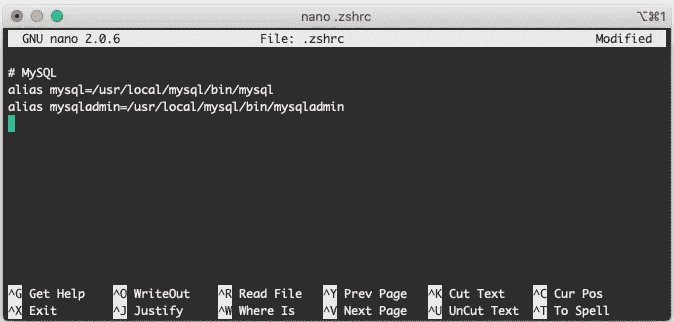 nano .zshrc ⌥⌘1
GNU nano 2.0.6 File: .zshrc Modified
# MySQL
alias mysql=/usr/local/mysql/bin/mysql
alias mysqladmin=/usr/local/mysql/bin/mysqladmin
^G Get Help ^O WriteOut ^R Read File ^Y Prev Page ^K Cut Text ^C Cur Pos
^X Exit ^J Justify ^W Where Is ^V Next Page ^U UnCut Text ^T To Spell